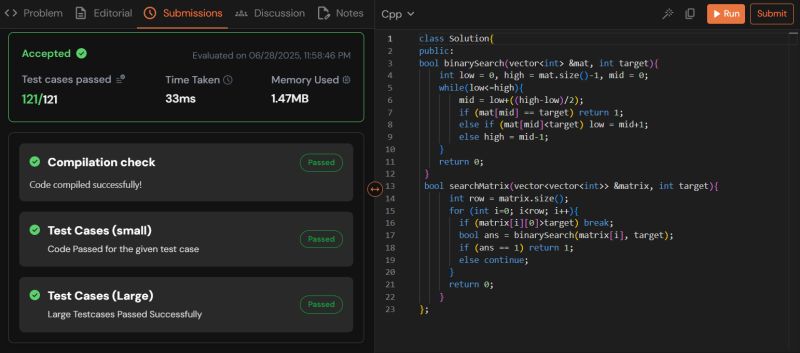 <> Problem Editorial Submissions Discussion Notes
Accepted Evaluated on 06/28/2025, 11:58:46 PM
Test cases passed Time Taken Memory Used
121/121 33ms 1.47MB
Compilation check Passed
Code compiled successfully!
Test Cases (small) Passed
Code Passed for the given test case
Test Cases (Large) Passed
Large Testcases Passed Successfully
Cpp Run Submit
1 class Solution{
2 public:
3 bool binarySearch(vector<int> &mat, int target){
4 int low = 0, high = mat.size()-1, mid = 0;
5 while(low<=high){
6 mid = low+((high-low)/2);
7 if (mat[mid] == target) return 1;
8 else if (mat[mid]<target) low = mid+1;
9 else high = mid-1;
10 }
11 return 0;
12 }
13 bool searchMatrix(vector<vector<int>> &matrix, int target){
14 int row = matrix.size();
15 for (int i=0; i<row; i++){
16 if (matrix[i][0]>target) break;
17 bool ans = binarySearch(matrix[i], target);
18 if (ans == 1) return 1;
19 else continue;
20 }
21 return 0;
22 }
23 };